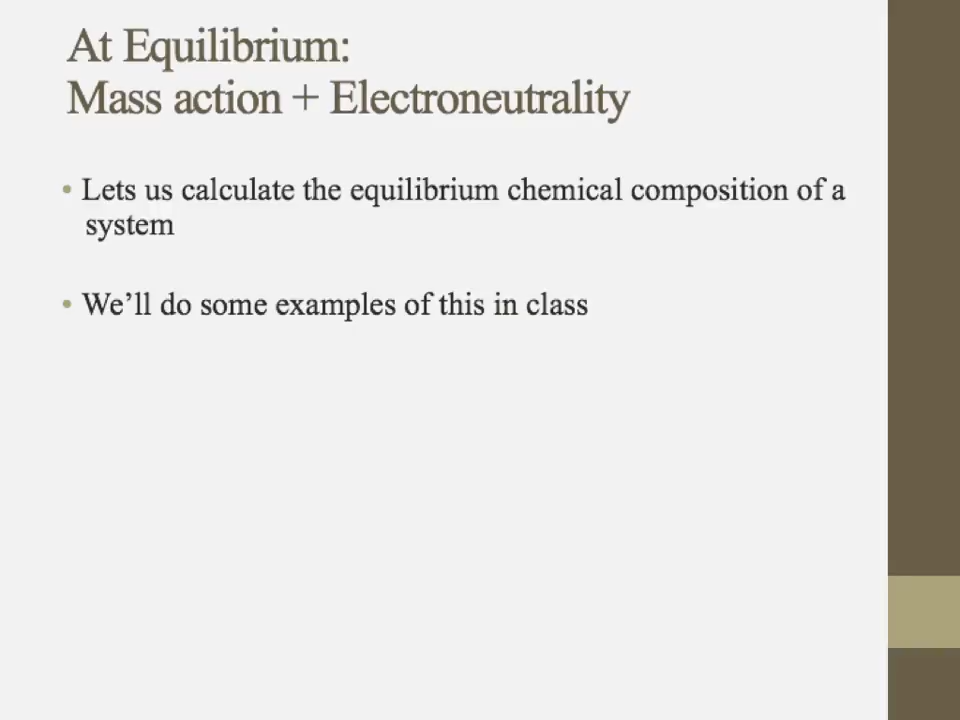 At Equilibrium:
Mass action + Electroneutrality
• Lets us calculate the equilibrium chemical composition of a
system
• We’ll do some examples of this in class